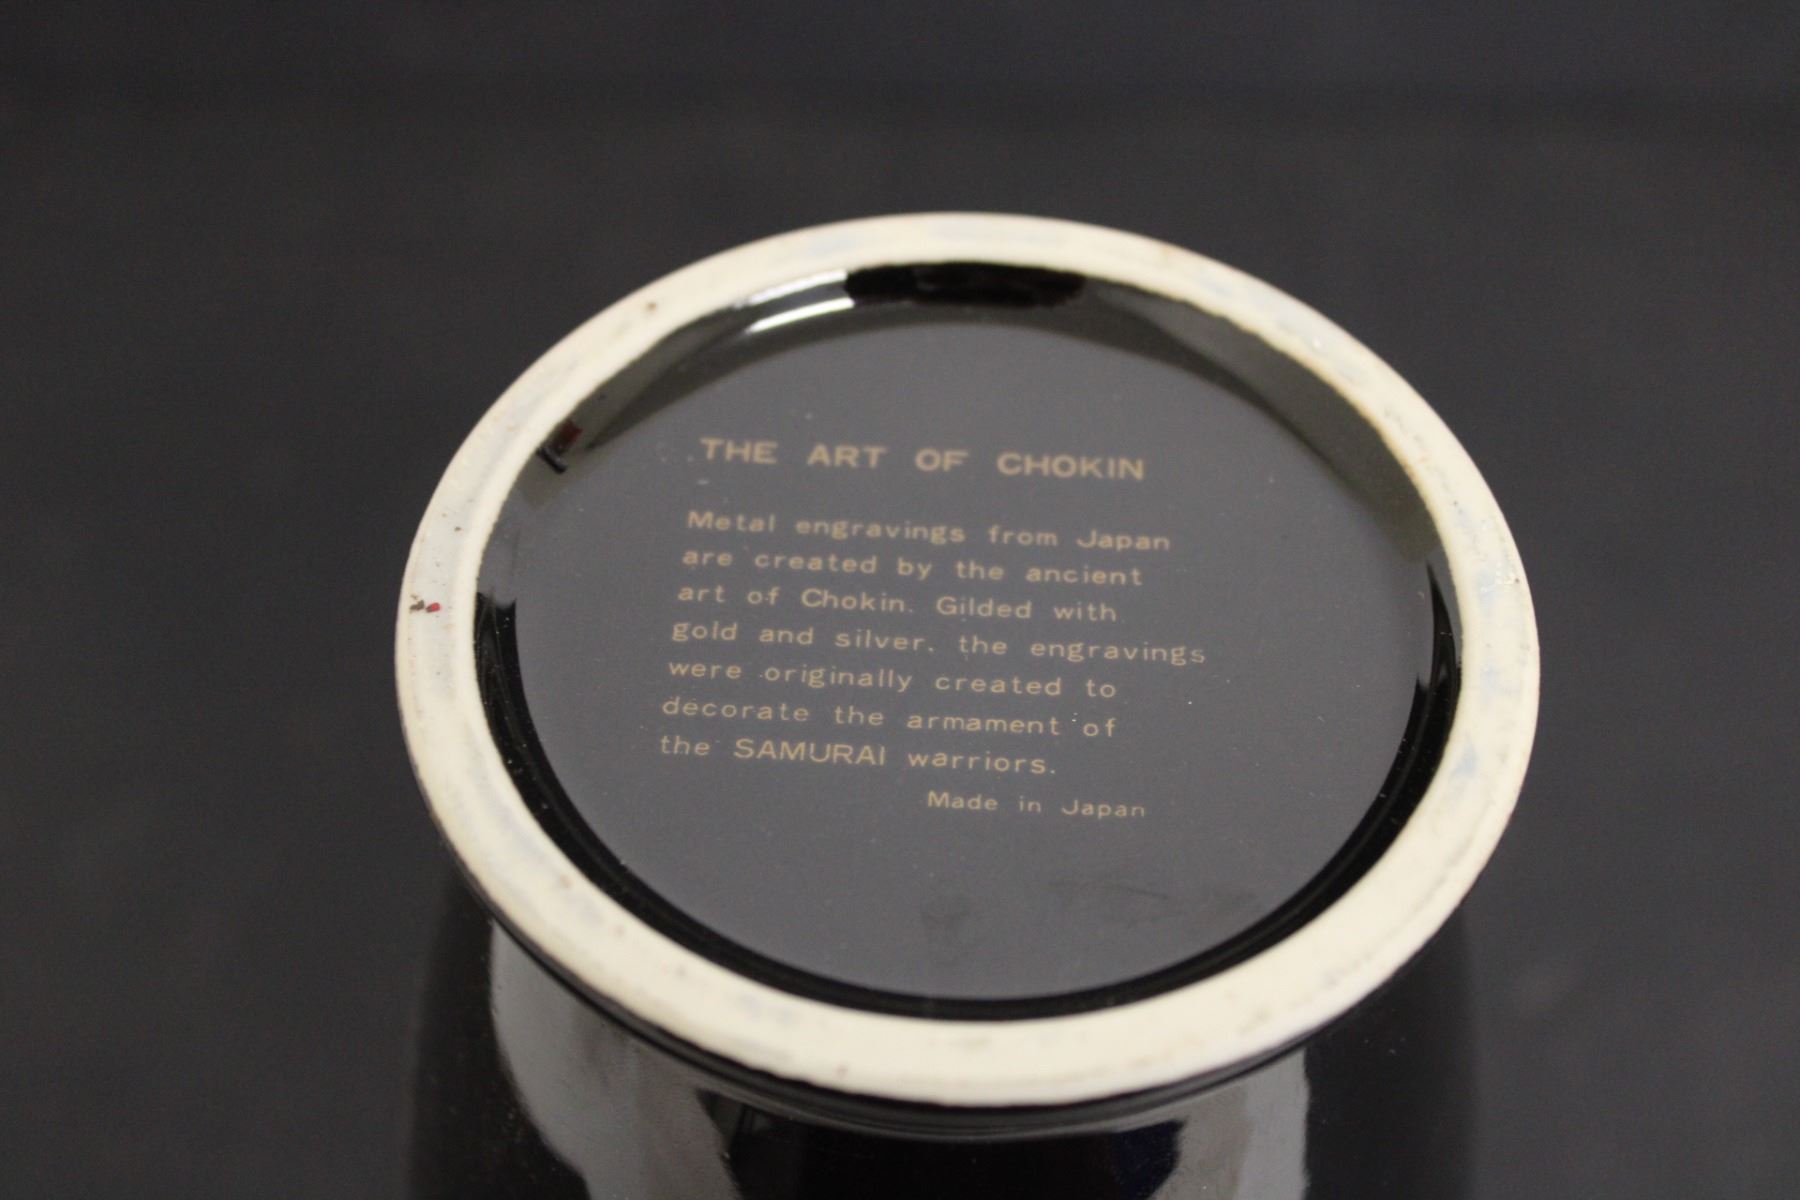 THE ART OF CHOKIN
Metal engravings from Japan
are created by the ancient
art of Chokin. Gilded with
gold and silver. the engravings
were originally created to
decorate the armament of
the SAMURAI warriors.
Made in Japan